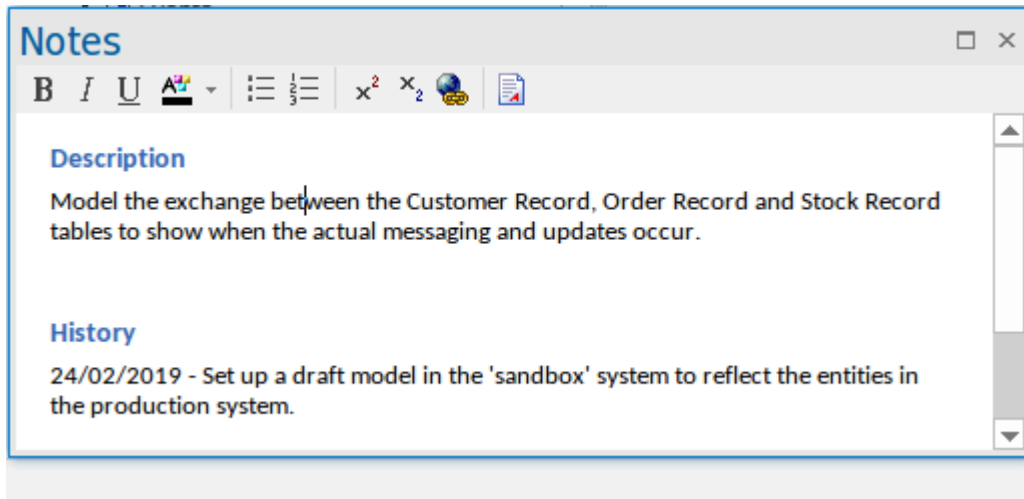 Notes
B I U A x² x₂
Description
Model the exchange between the Customer Record, Order Record and Stock Record
tables to show when the actual messaging and updates occur.
History
24/02/2019 - Set up a draft model in the 'sandbox' system to reflect the entities in
the production system.